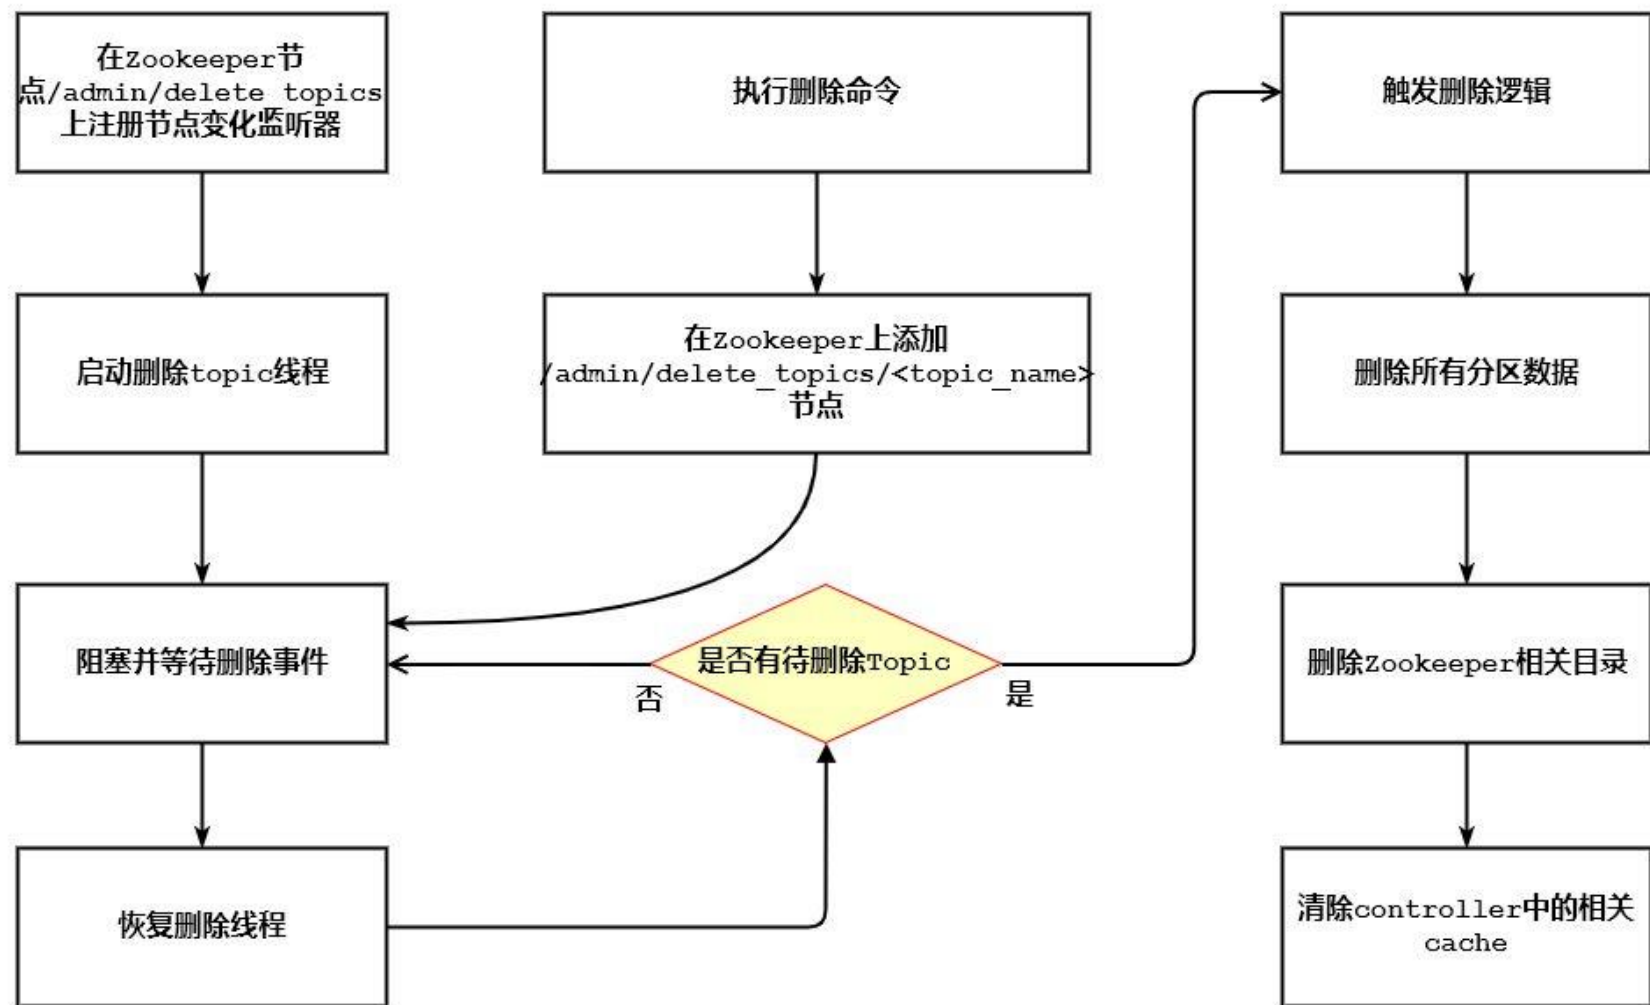 在Zookeeper节
点/admin/delete_topics
上注册节点变化监听器
执行删除命令
触发删除逻辑
启动删除topic线程
在Zookeeper上添加
/admin/delete_topics/<topic_name>
节点
删除所有分区数据
阻塞并等待删除事件
是否有待删除Topic
否
是
删除Zookeeper相关目录
恢复删除线程
清除controller中的相关
cache